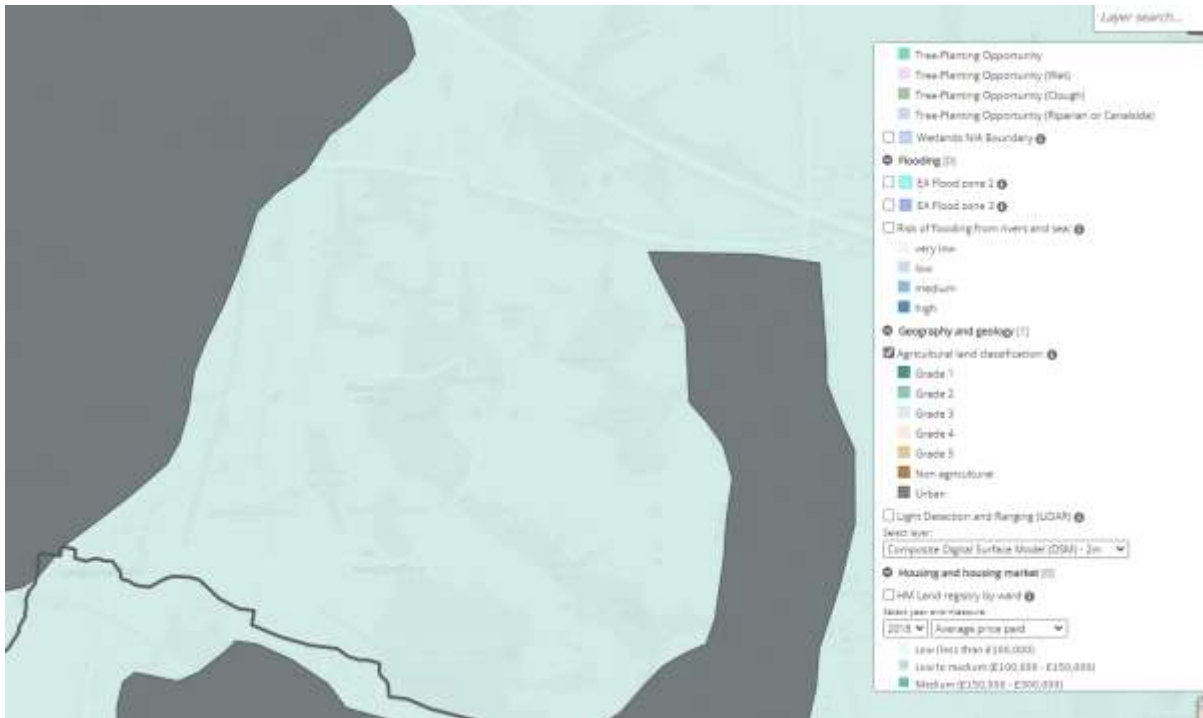 Layer search...
Tree-Planting Opportunity
Tree-Planting Opportunity (Wet)
Tree-Planting Opportunity (Clough)
Tree-Planting Opportunity (Riparian or Canalside)
Wetlands NIA Boundary
Flooding [0]
EA Flood zone 2
EA Flood zone 3
Risk of flooding from rivers and sea:
very low
low
medium
high
Geography and geology [1]
Agricultural land classification
Grade 1
Grade 2
Grade 3
Grade 4
Grade 5
Non agricultural
Urban
Light Detection and Ranging (LIDAR)
Select layer:
Composite Digital Surface Model (DSM) - 2m
Housing and housing market [0]
HM Land registry by ward
Select year and measure
2018 Average price paid
Low (less than £100,000)
Low to medium (£100,000 - £150,000)
Medium (£150,000 - £300,000)